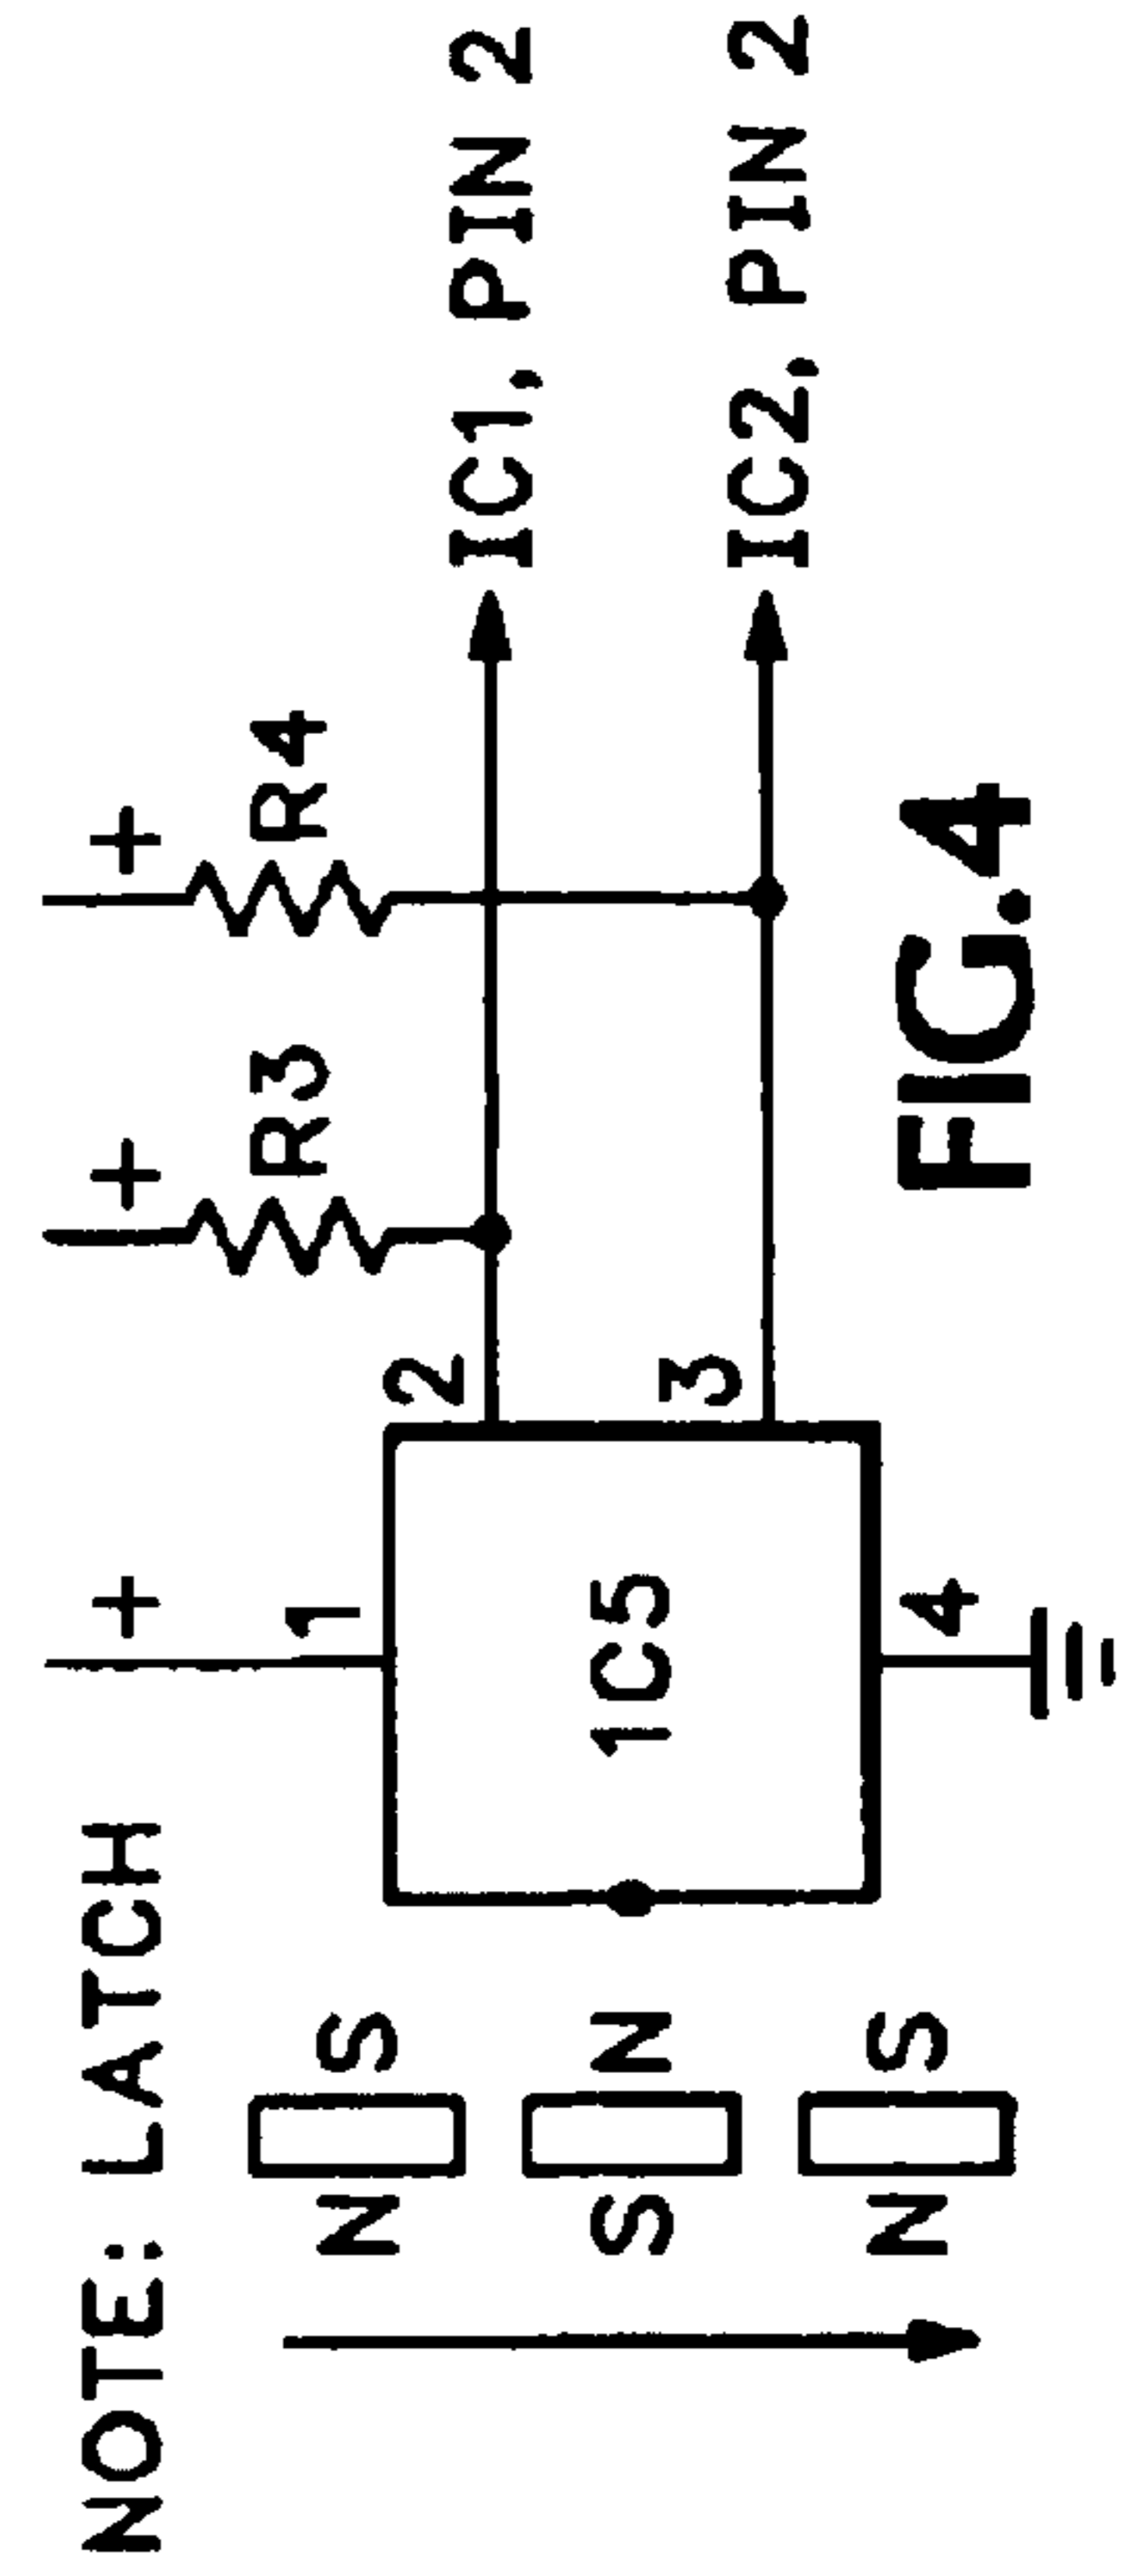 NOTE: LATCH
+
+
+
1
R3
R4
N
S
2
IC1, PIN 2
S
N
1C5
3
IC2, PIN 2
N
S
4
FIG.4